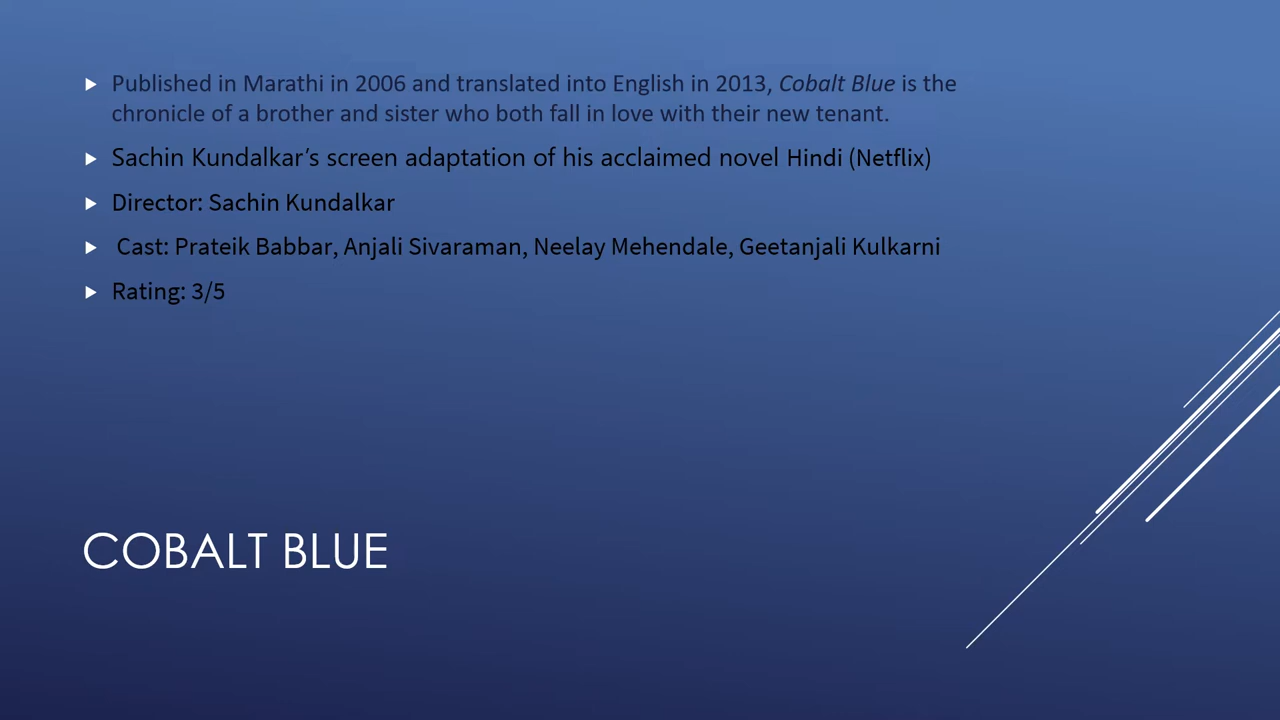 Published in Marathi in 2006 and translated into English in 2013, Cobalt Blue is the
chronicle of a brother and sister who both fall in love with their new tenant.
Sachin Kundalkar’s screen adaptation of his acclaimed novel Hindi (Netflix)
Director: Sachin Kundalkar
Cast: Prateik Babbar, Anjali Sivaraman, Neelay Mehendale, Geetanjali Kulkarni
Rating: 3/5
COBALT BLUE